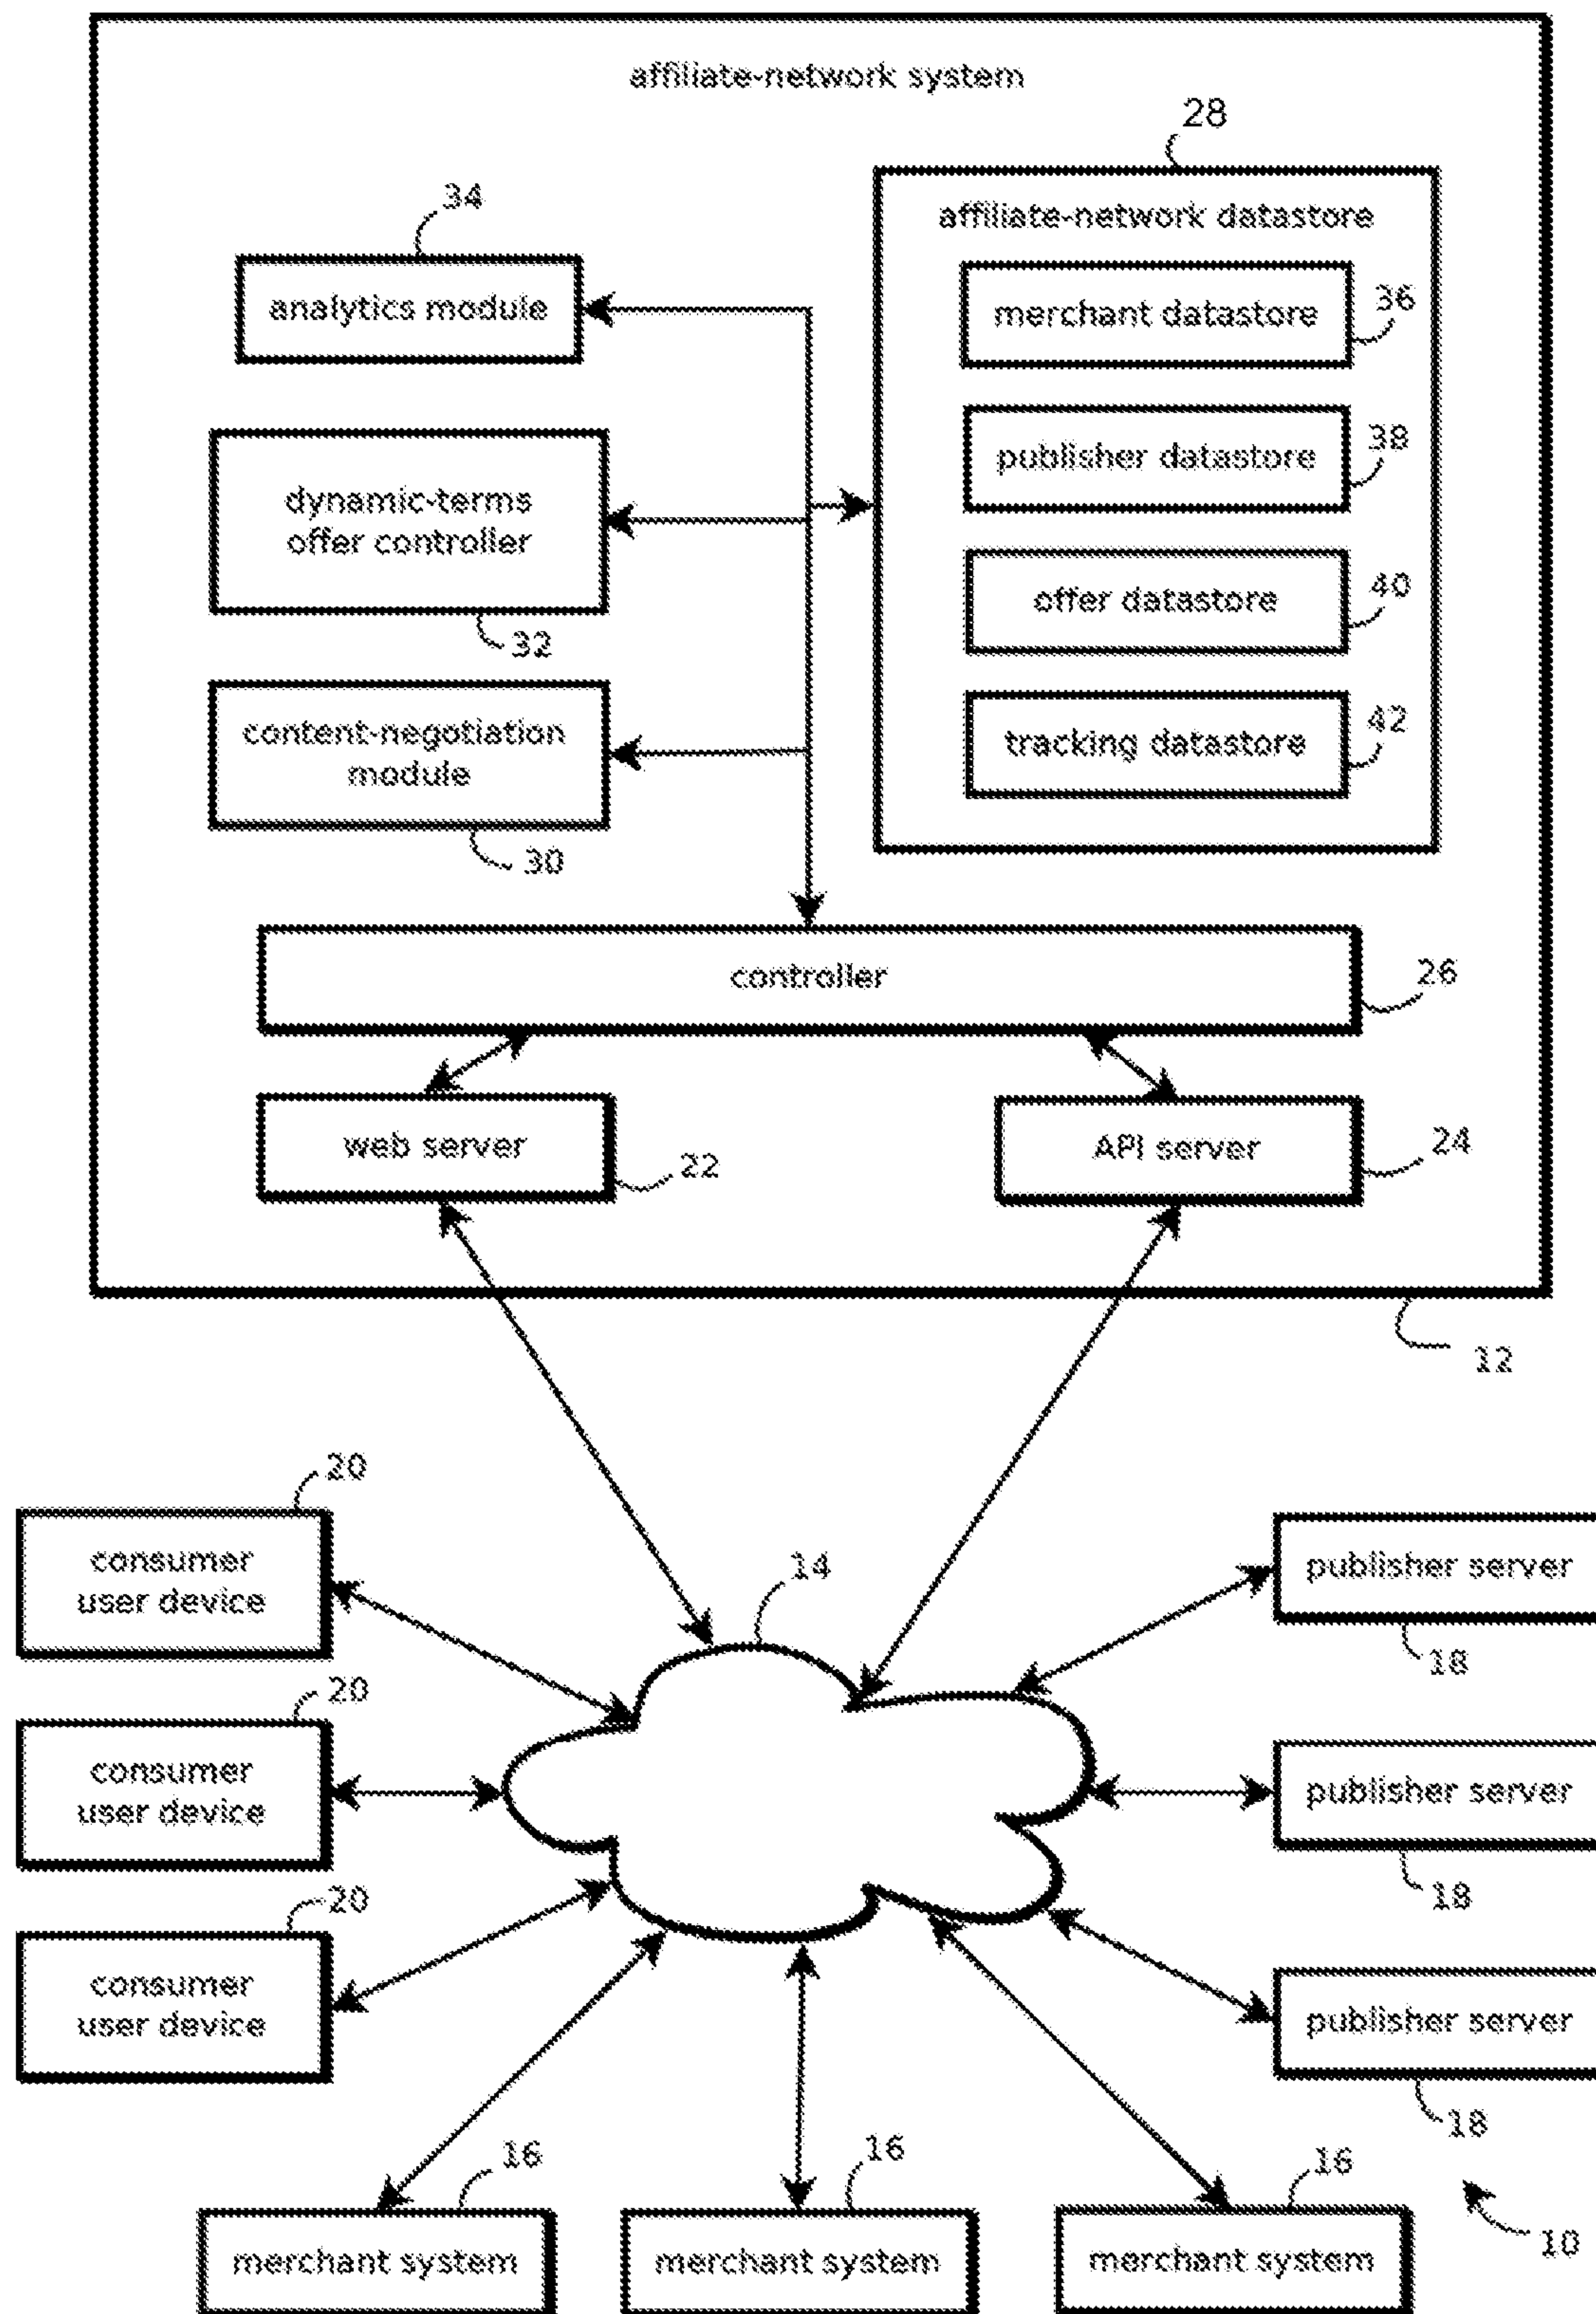 affiliate-network system
28
affiliate-network datastore
34
analytics module
merchant datastore
36
publisher datastore
38
dynamic-terms
offer controller
32
offer datastore
40
content-negotiation
module
30
tracking datastore
42
controller
26
web server
22
API server
24
12
20
consumer
user device
14
publisher server
18
20
consumer
user device
publisher server
18
20
consumer
user device
publisher server
18
16
merchant system
16
merchant system
16
merchant system
10